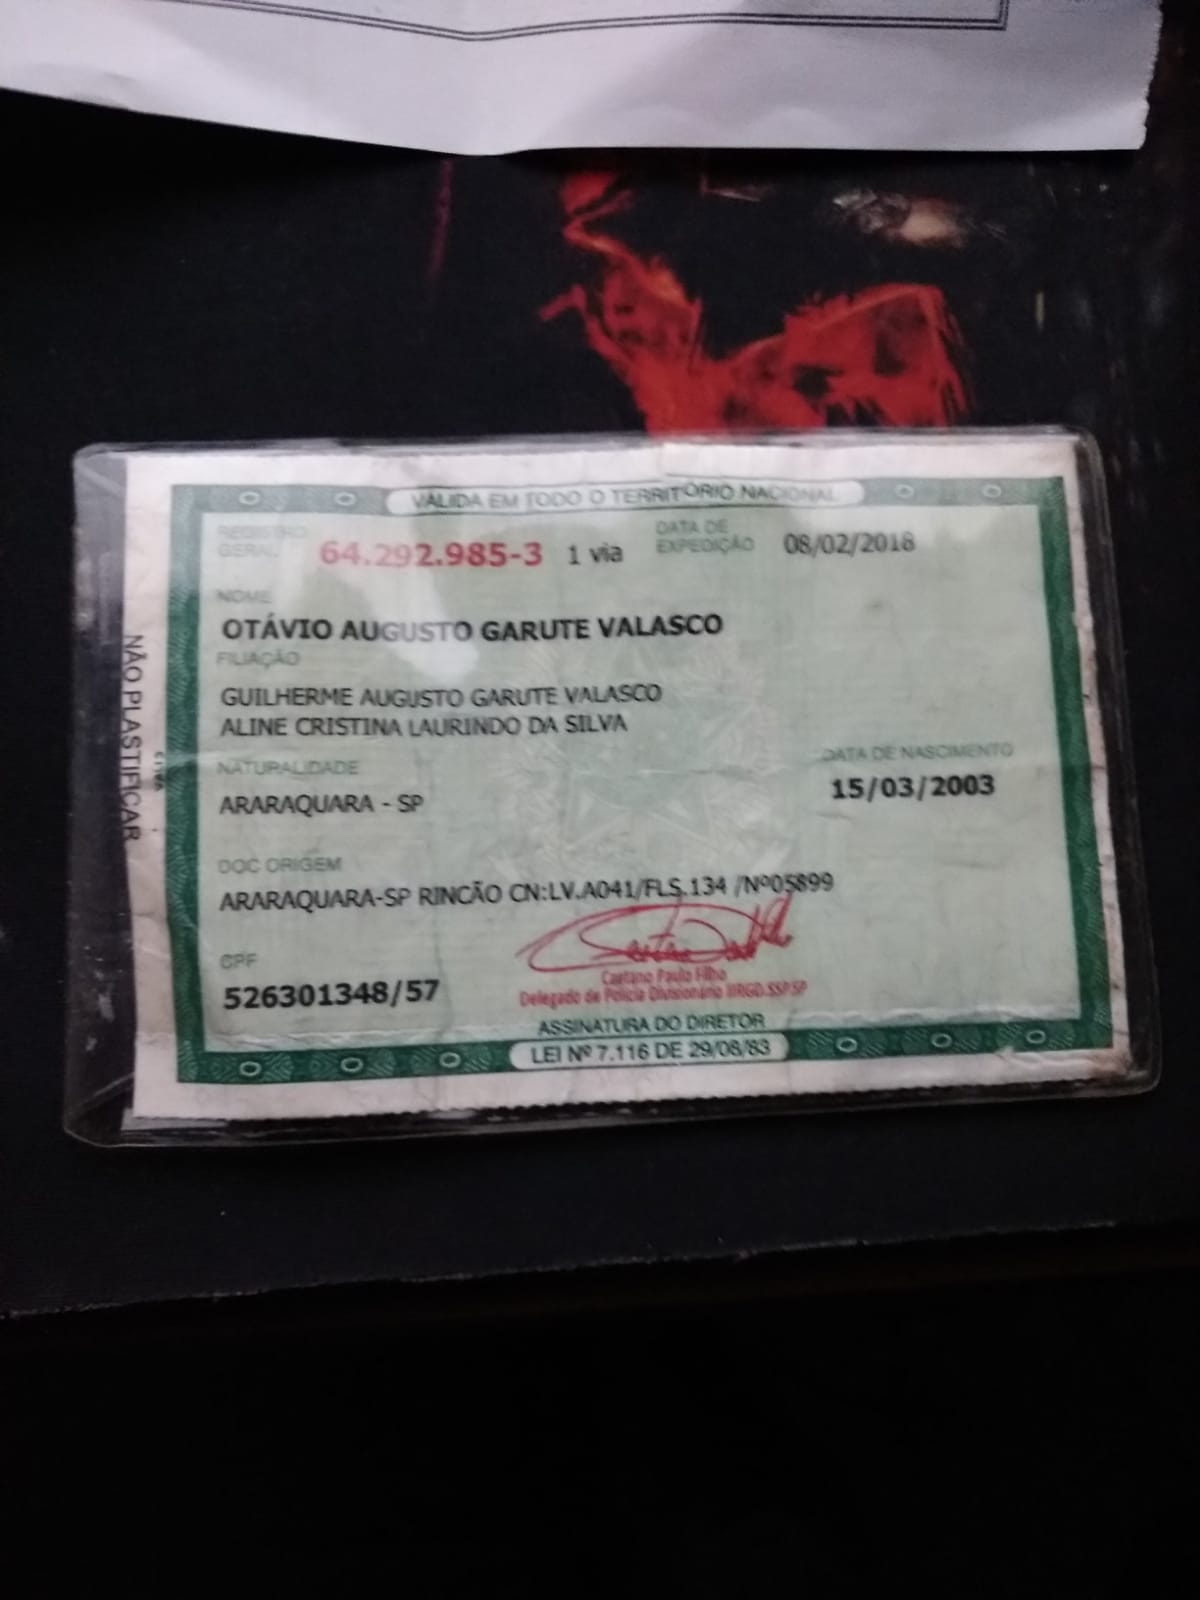 VÁLIDA EM TODO O TERRITÓRIO NACIONAL
REGISTRO GERAL 64.292.985-3 1 via DATA DE EXPEDIÇÃO 08/02/2018
NOME
OTÁVIO AUGUSTO GARUTE VALASCO
FILIAÇÃO
GUILHERME AUGUSTO GARUTE VALASCO
ALINE CRISTINA LAURINDO DA SILVA
NATURALIDADE DATA DE NASCIMENTO
ARARAQUARA - SP 15/03/2003
DOC ORIGEM
ARARAQUARA-SP RINCÃO CN:LV.A041/FLS.134 /Nº05899
CPF
526301348/57
Caetano Paulo Filho
Delegado de Polícia Divisionário IIRGD.SSP.SP
ASSINATURA DO DIRETOR
LEI Nº 7.116 DE 29/08/83
NÃO PLASTIFICAR